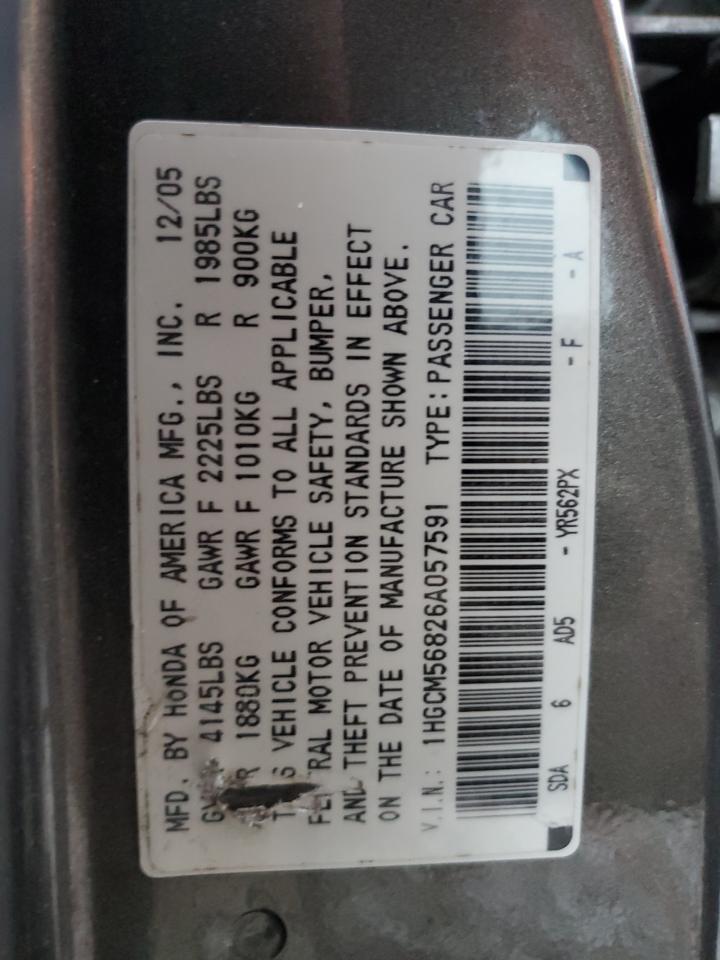 MFD. BY HONDA OF AMERICA MFG., INC. 12/05
4145LBS GAWR F 2225LBS R 1985LBS
1880KG GAWR F 1010KG R 900KG
VEHICLE CONFORMS TO ALL APPLICABLE
MOTOR VEHICLE SAFETY, BUMPER,
AND THEFT PREVENTION STANDARDS IN EFFECT
ON THE DATE OF MANUFACTURE SHOWN ABOVE.
V.I.N.: 1HGCM56826A057591 TYPE: PASSENGER CAR
SDA 6 AD5 - YR562PX - F - A